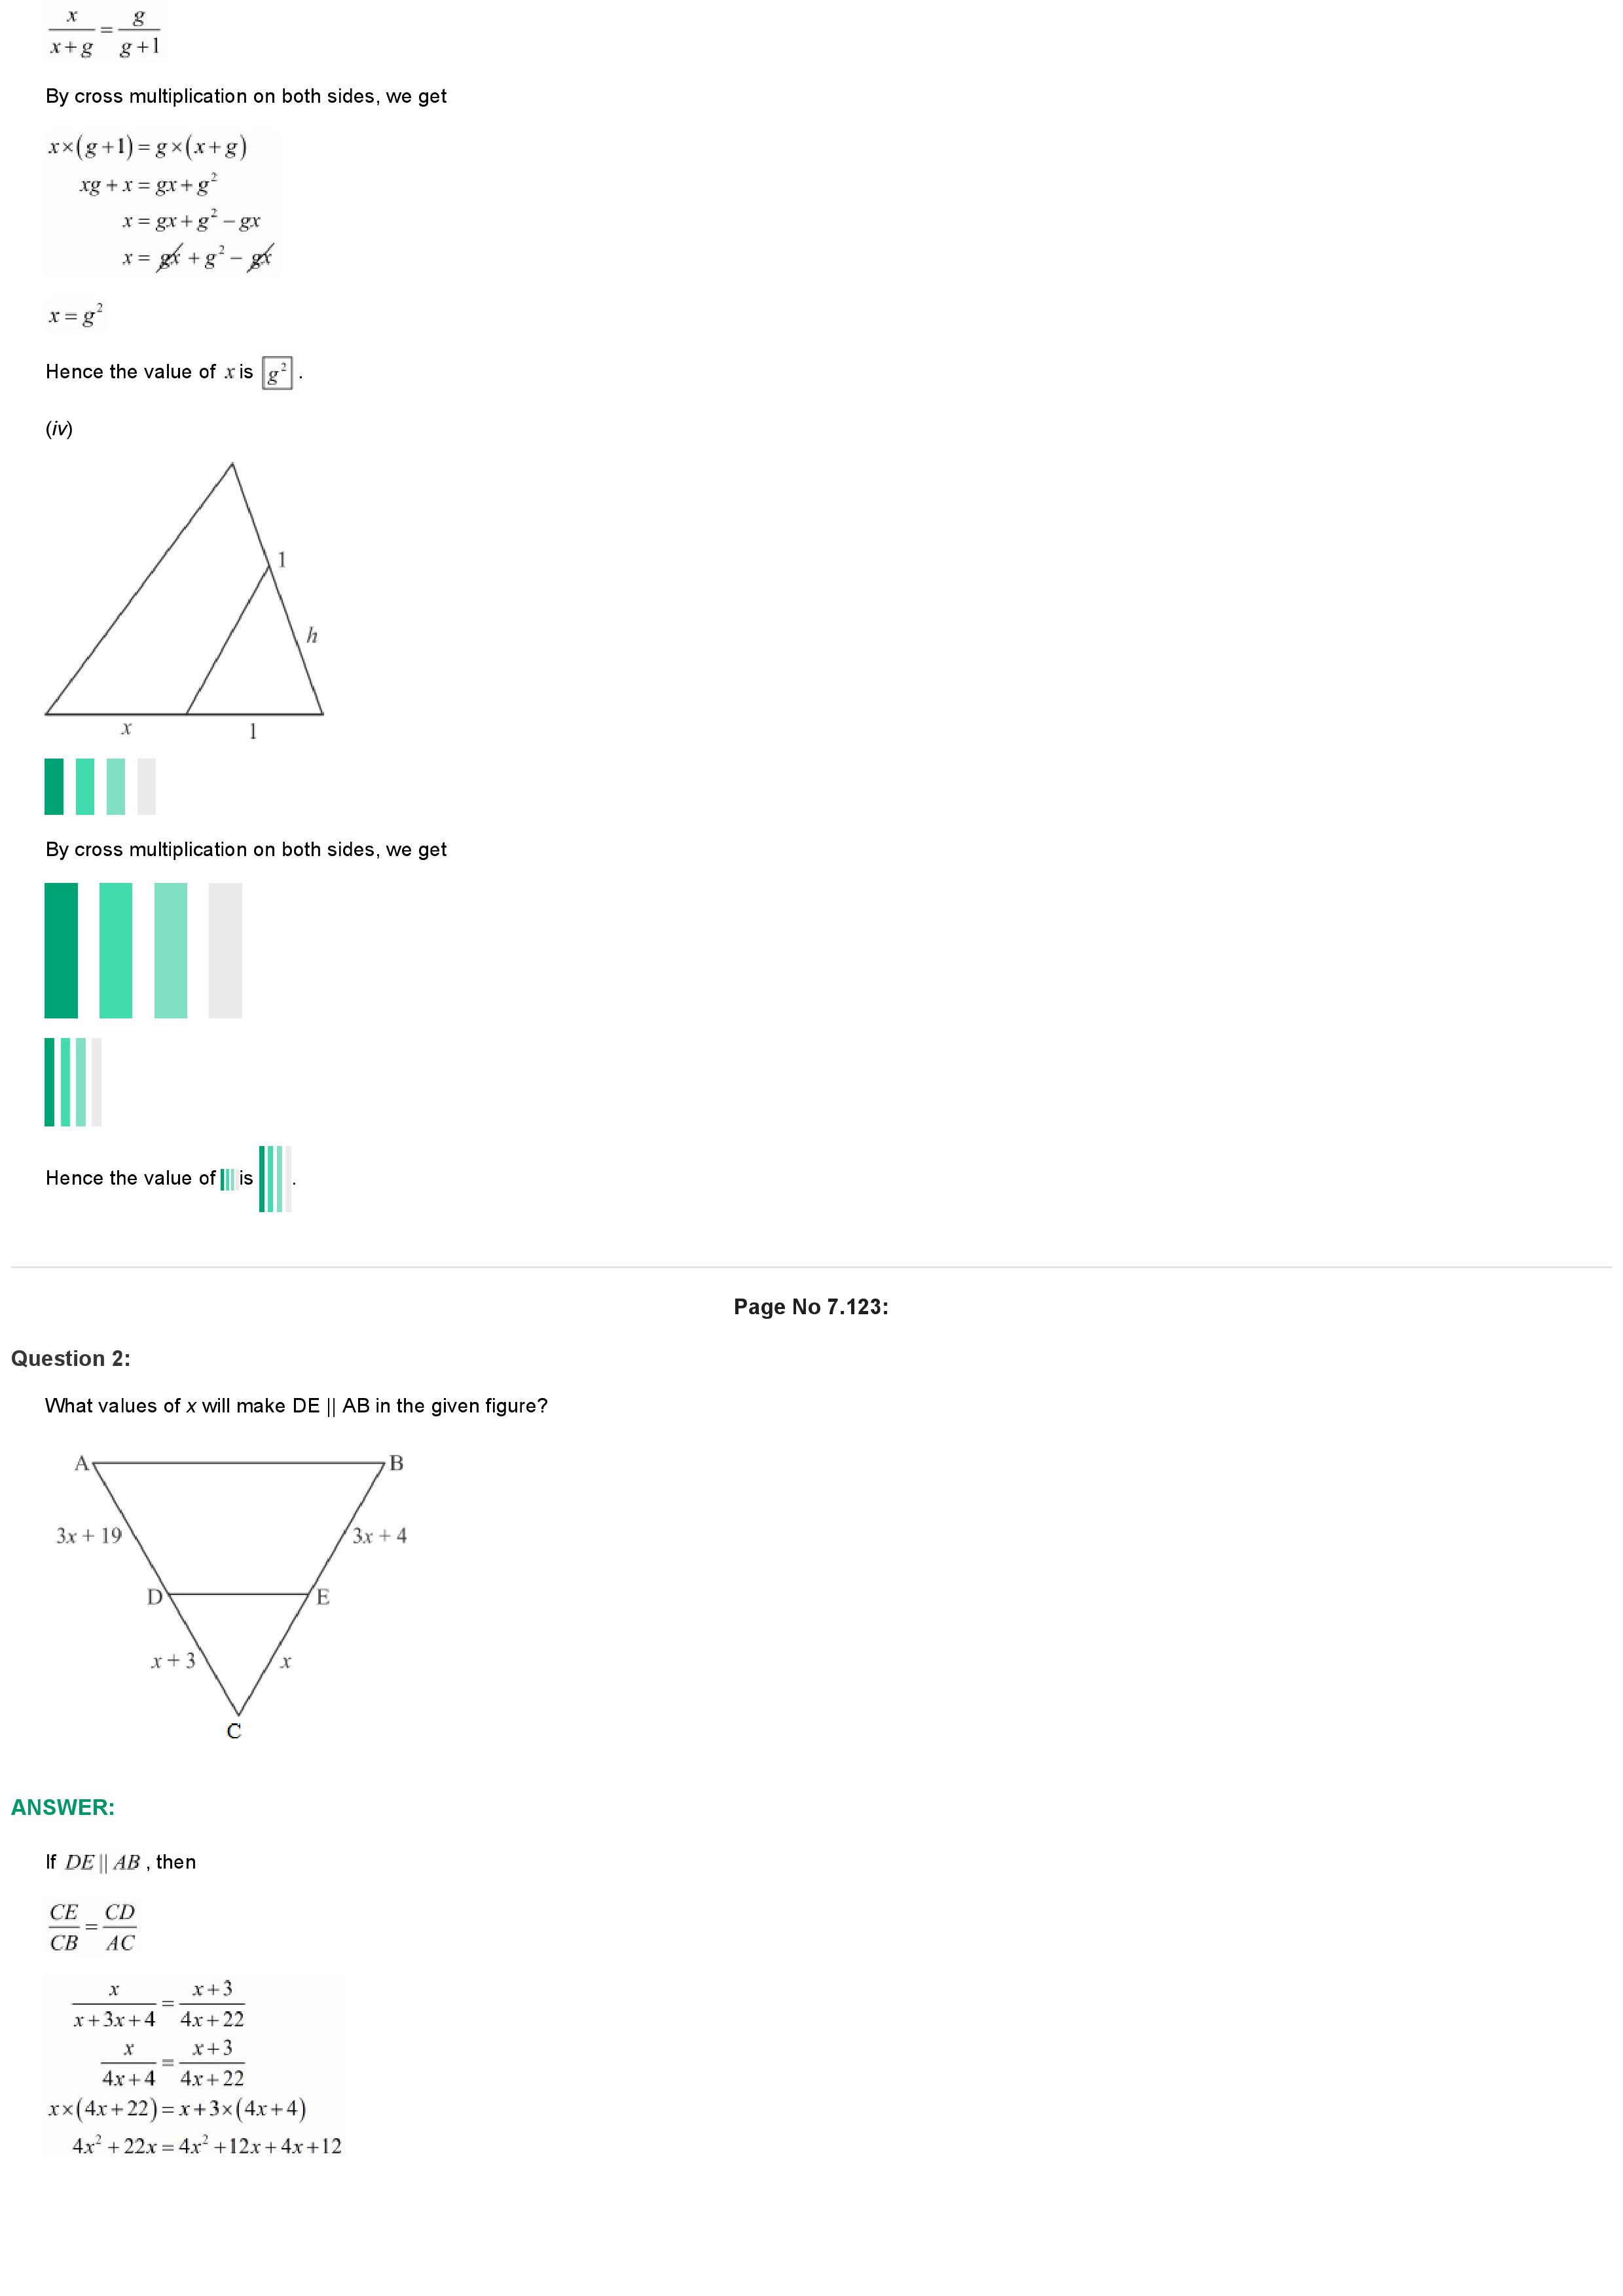 x/(x+g) = g/(g+1)
By cross multiplication on both sides, we get
x×(g+1) = g×(x+g)
xg + x = gx + g²
x = gx + g² − gx
x = gx + g² − gx
x = g²
Hence the value of x is g² .
(iv)
1
h
x 1
By cross multiplication on both sides, we get
Hence the value of is .
Page No 7.123:
Question 2:
What values of x will make DE || AB in the given figure?
A B
3x + 19 3x + 4
D E
x + 3 x
C
ANSWER:
If DE || AB , then
CE/CB = CD/AC
x/(x+3x+4) = (x+3)/(4x+22)
x/(4x+4) = (x+3)/(4x+22)
x×(4x+22) = x+3×(4x+4)
4x² + 22x = 4x² +12x + 4x +12